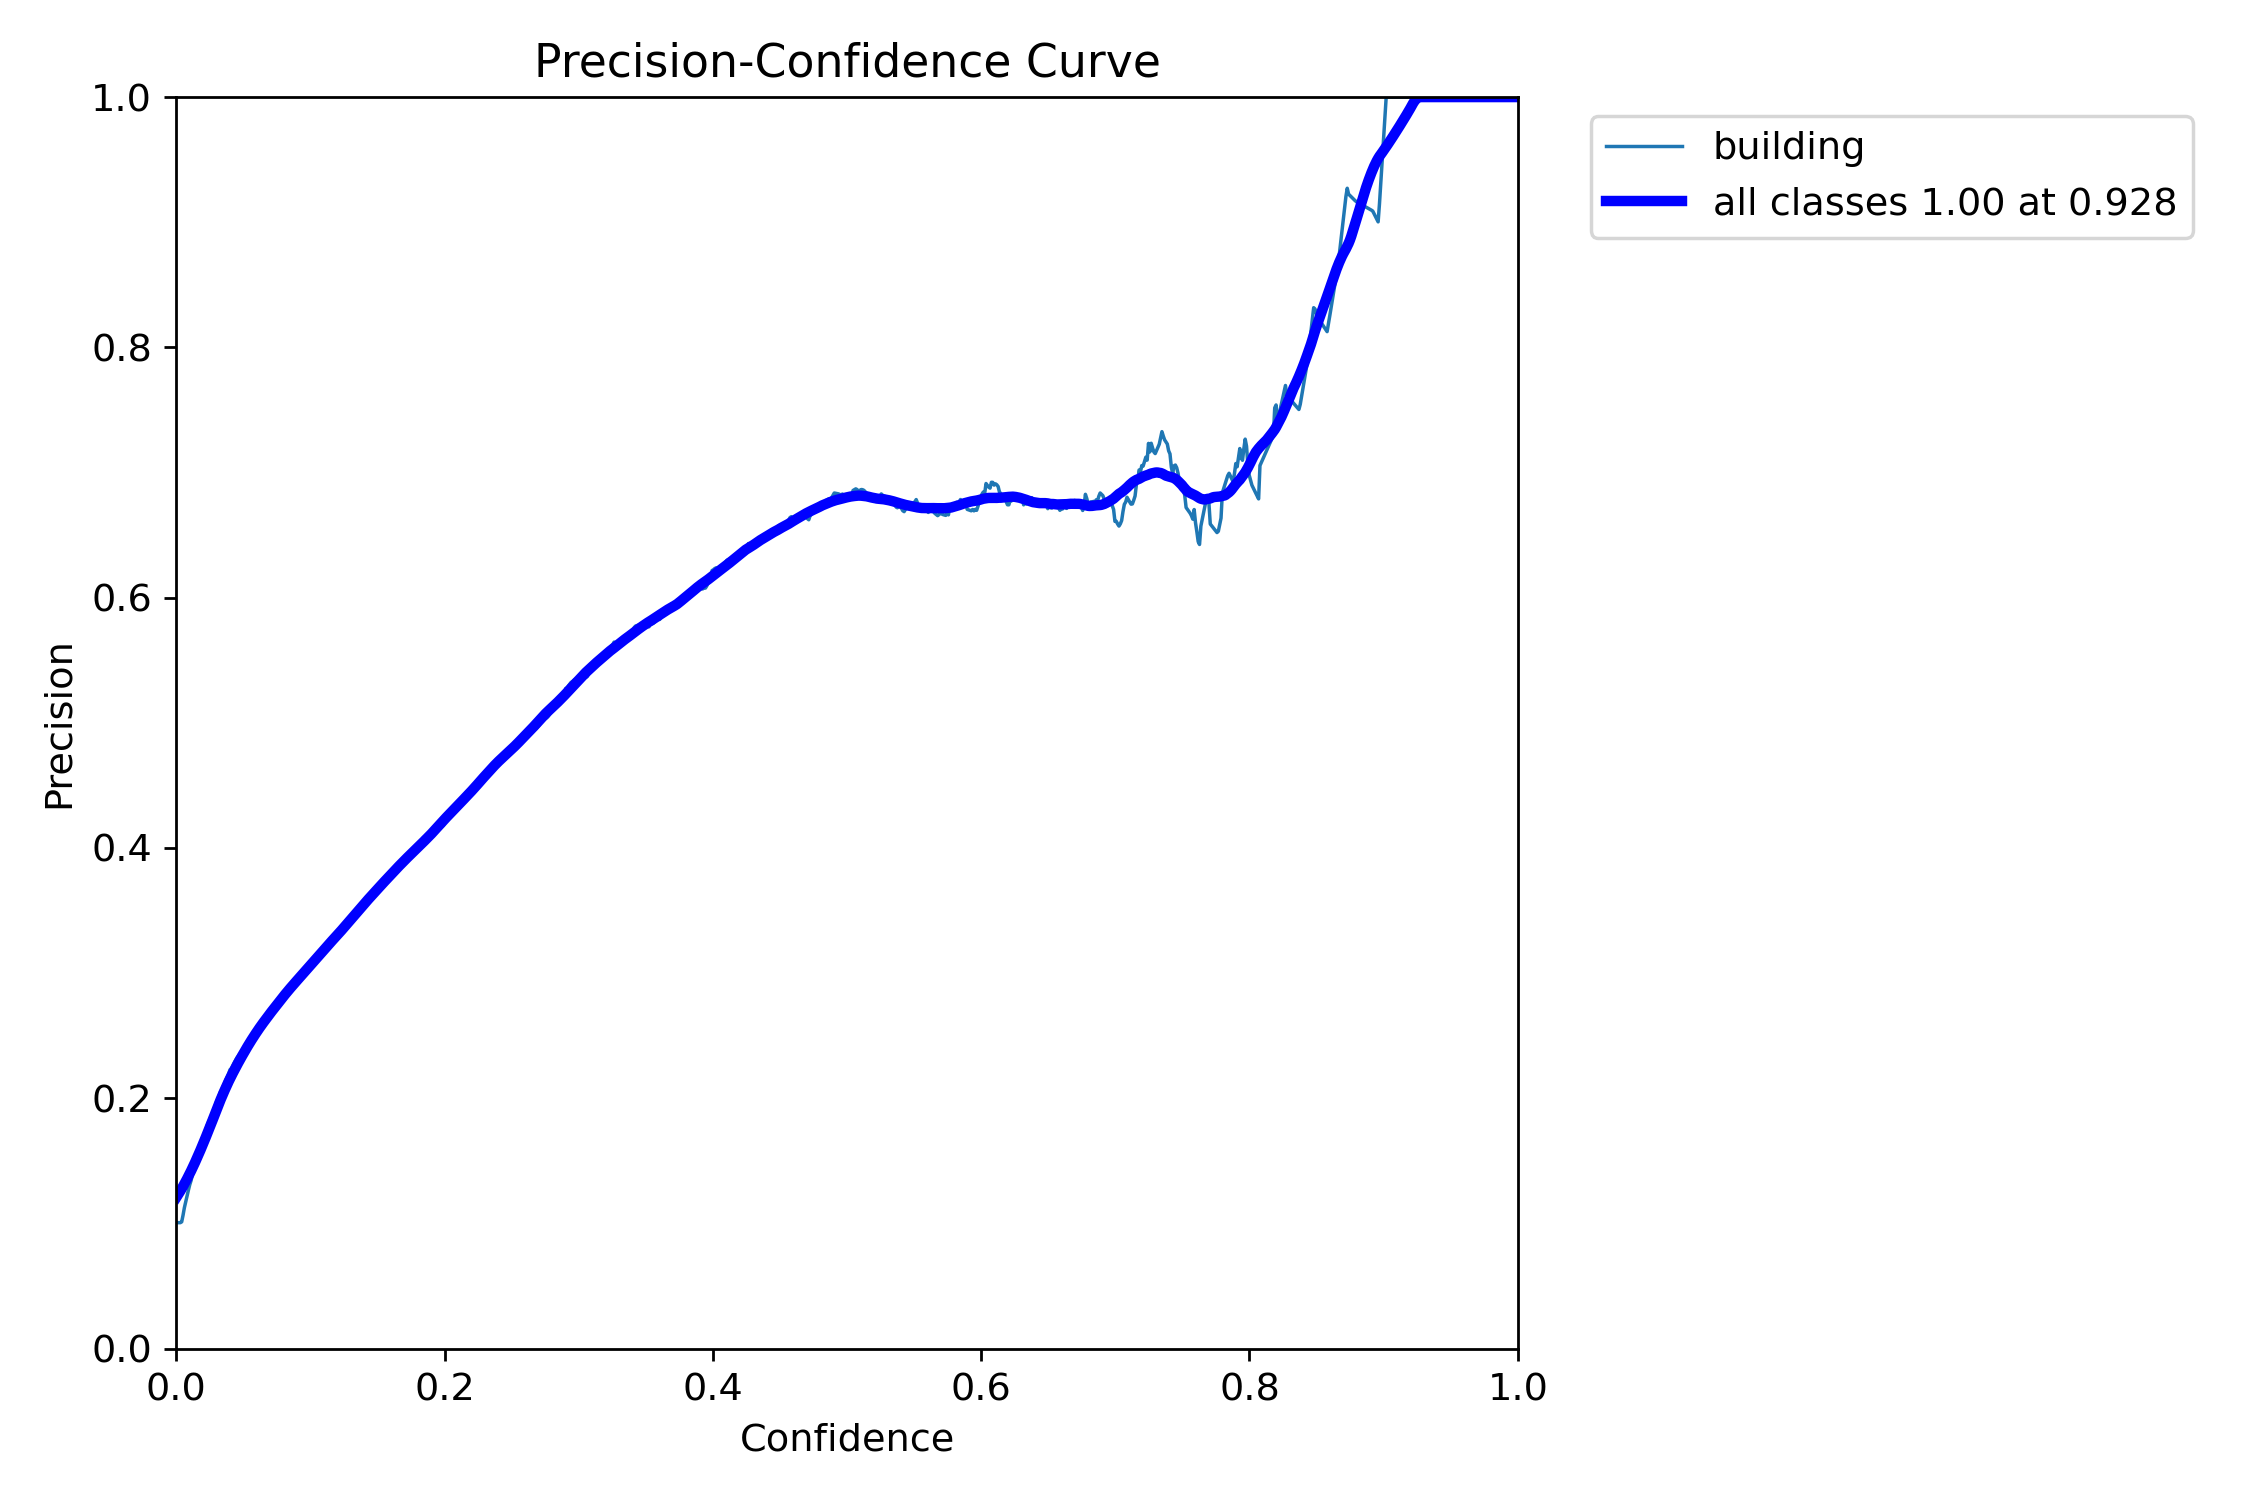 Precision-Confidence Curve
building
all classes 1.00 at 0.928
1.0
0.8
0.6
0.4
0.2
0.0
Precision
0.0 0.2 0.4 0.6 0.8 1.0
Confidence